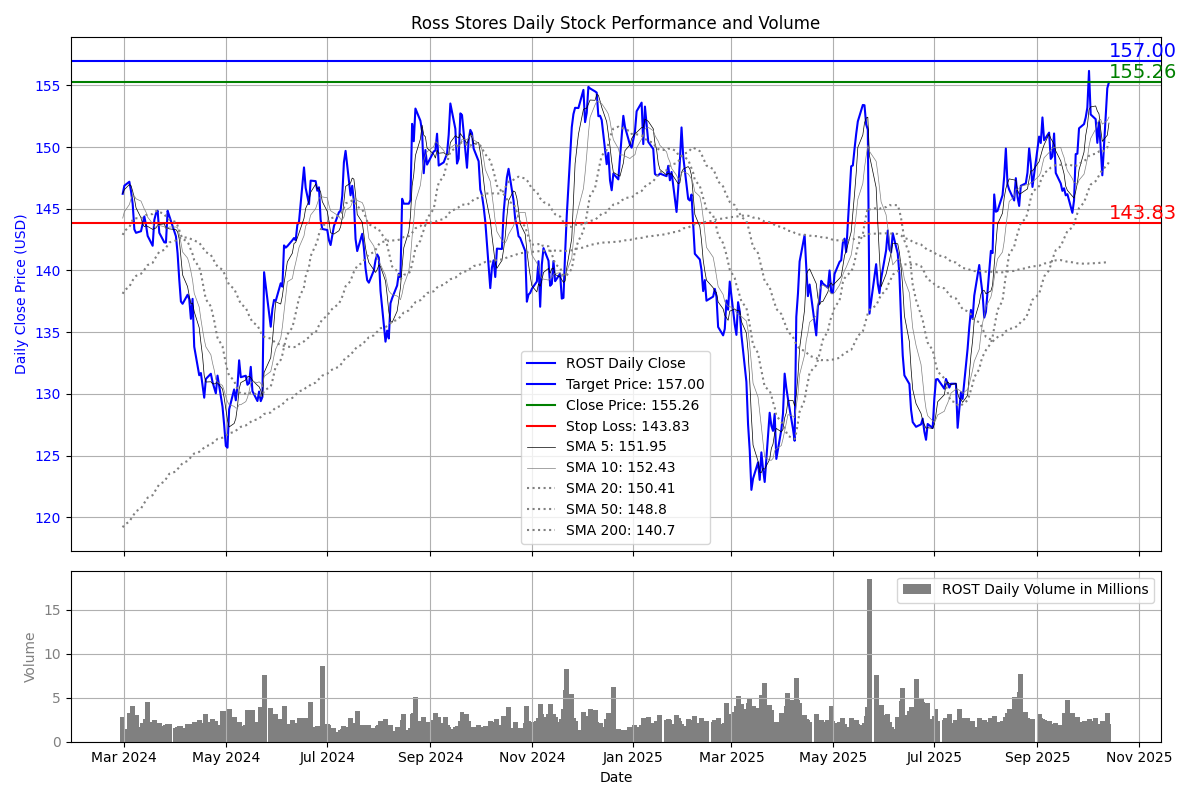 Ross Stores Daily Stock Performance and Volume
157.00
155.26
143.83
Daily Close Price (USD)
155
150
145
140
135
130
125
120
ROST Daily Close
Target Price: 157.00
Close Price: 155.26
Stop Loss: 143.83
SMA 5: 151.95
SMA 10: 152.43
SMA 20: 150.41
SMA 50: 148.8
SMA 200: 140.7
ROST Daily Volume in Millions
Volume
15
10
5
0
Mar 2024 May 2024 Jul 2024 Sep 2024 Nov 2024 Jan 2025 Mar 2025 May 2025 Jul 2025 Sep 2025 Nov 2025
Date